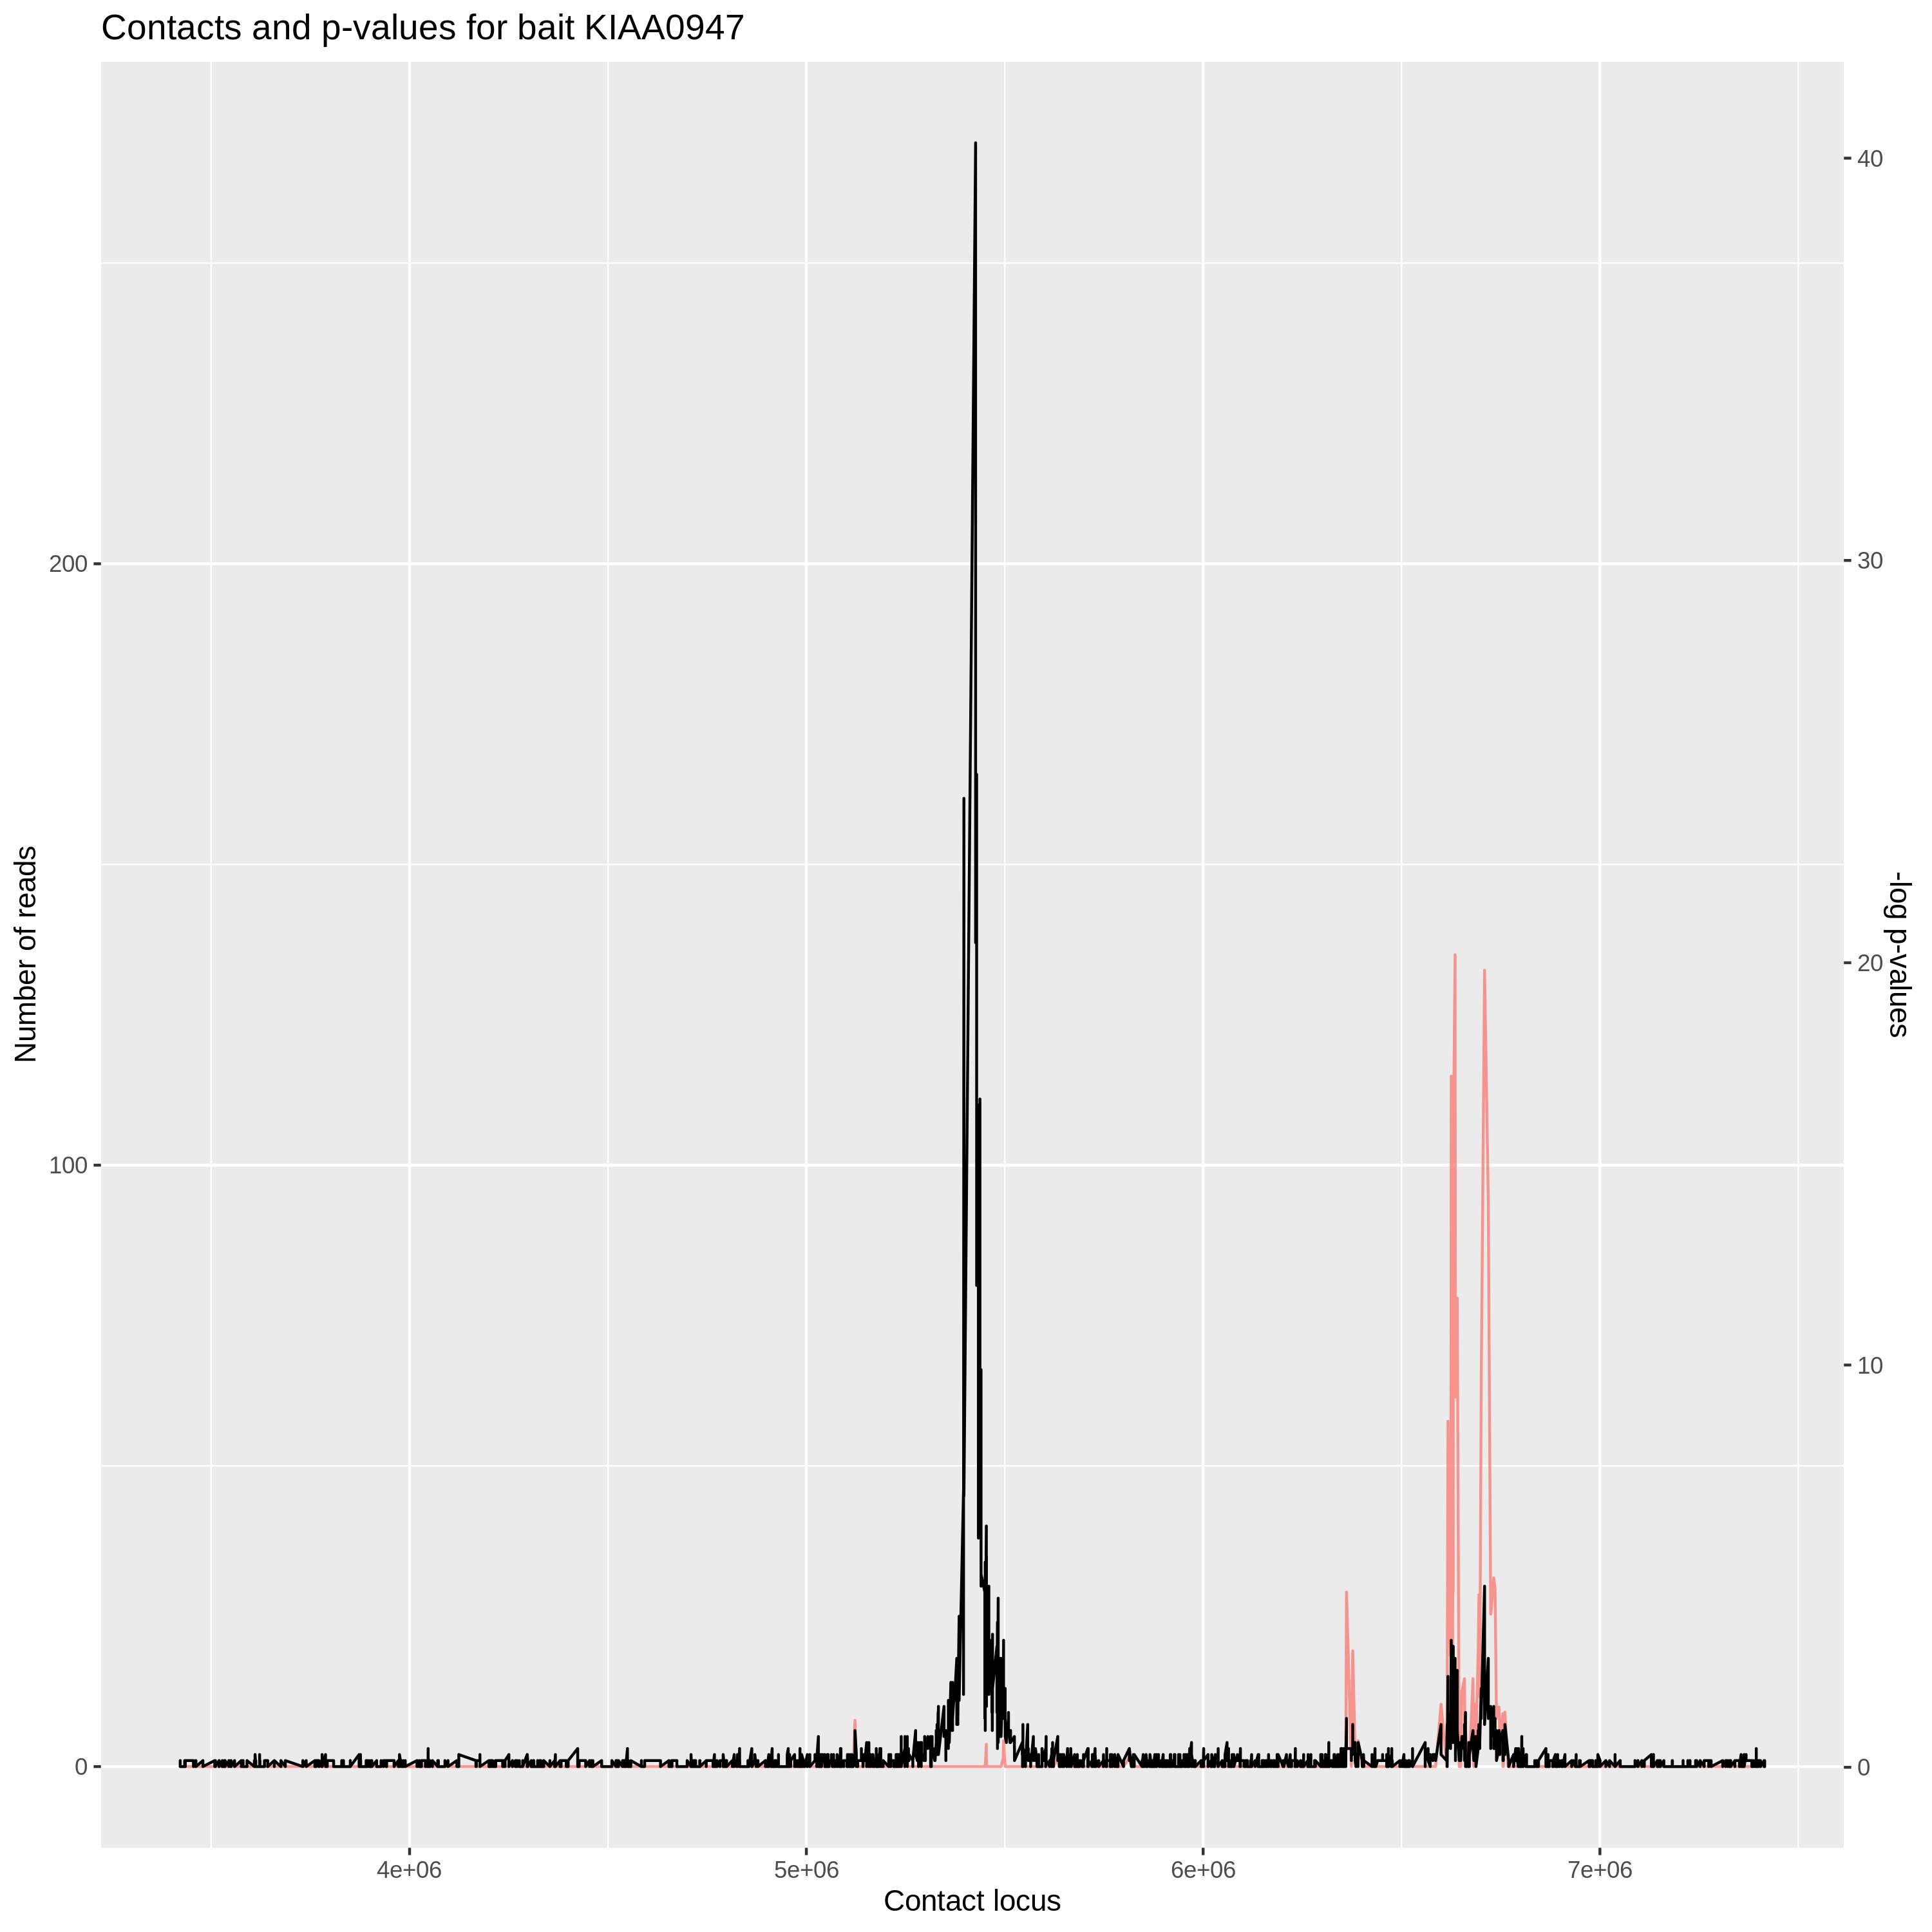 Contacts and p-values for bait KIAA0947
Number of reads
200
100
0
-log p-values
40
30
20
10
0
4e+06 5e+06 6e+06 7e+06
Contact locus